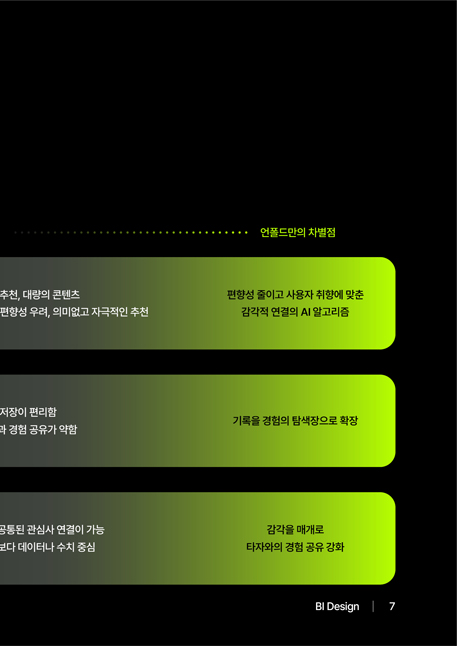 언폴드만의 차별점
추천, 대량의 콘텐츠
편향성 우려, 의미없고 자극적인 추천
편향성 줄이고 사용자 취향에 맞춘
감각적 연결의 AI 알고리즘
저장이 편리함
과 경험 공유가 약함
기록을 경험의 탐색장으로 확장
공통된 관심사 연결이 가능
보다 데이터나 수치 중심
감각을 매개로
타자와의 경험 공유 강화
BI Design | 7